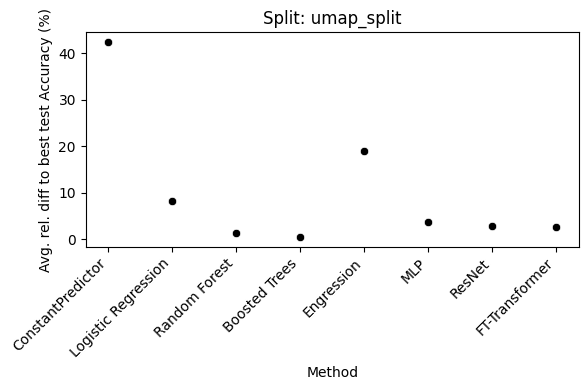 Split: umap_split
Avg. rel. diff to best test Accuracy (%)
40
30
20
10
0
ConstantPredictor
Logistic Regression
Random Forest
Boosted Trees
Engression
MLP
ResNet
FT-Transformer
Method